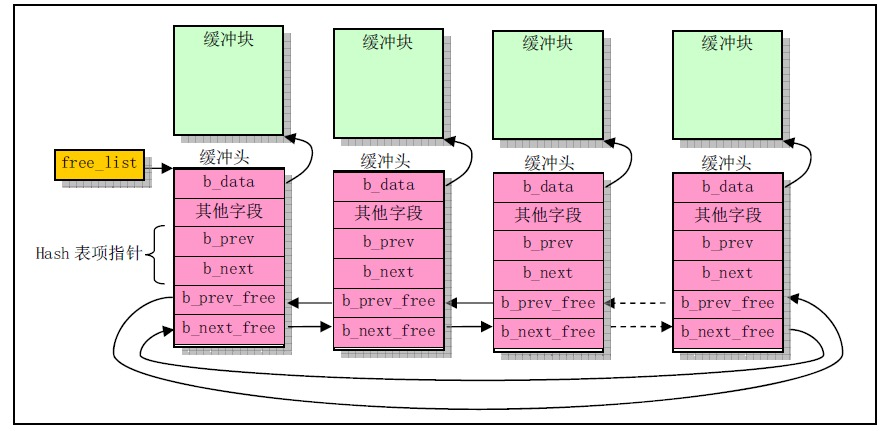 缓冲块 缓冲块 缓冲块 缓冲块
free_list
缓冲头 缓冲头 缓冲头 缓冲头
b_data b_data b_data b_data
其他字段 其他字段 其他字段 其他字段
Hash 表项指针
b_prev b_prev b_prev b_prev
b_next b_next b_next b_next
b_prev_free b_prev_free b_prev_free b_prev_free
b_next_free b_next_free b_next_free b_next_free